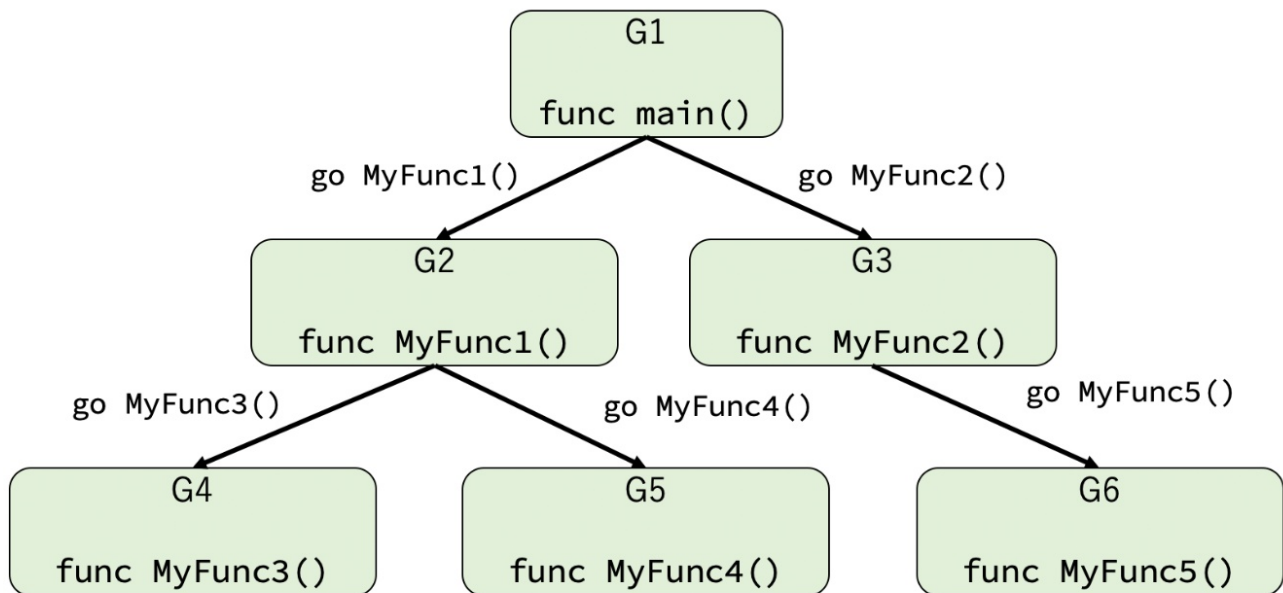 G1
func main()
go MyFunc1()
go MyFunc2()
G2
func MyFunc1()
G3
func MyFunc2()
go MyFunc3()
go MyFunc4()
go MyFunc5()
G4
func MyFunc3()
G5
func MyFunc4()
G6
func MyFunc5()